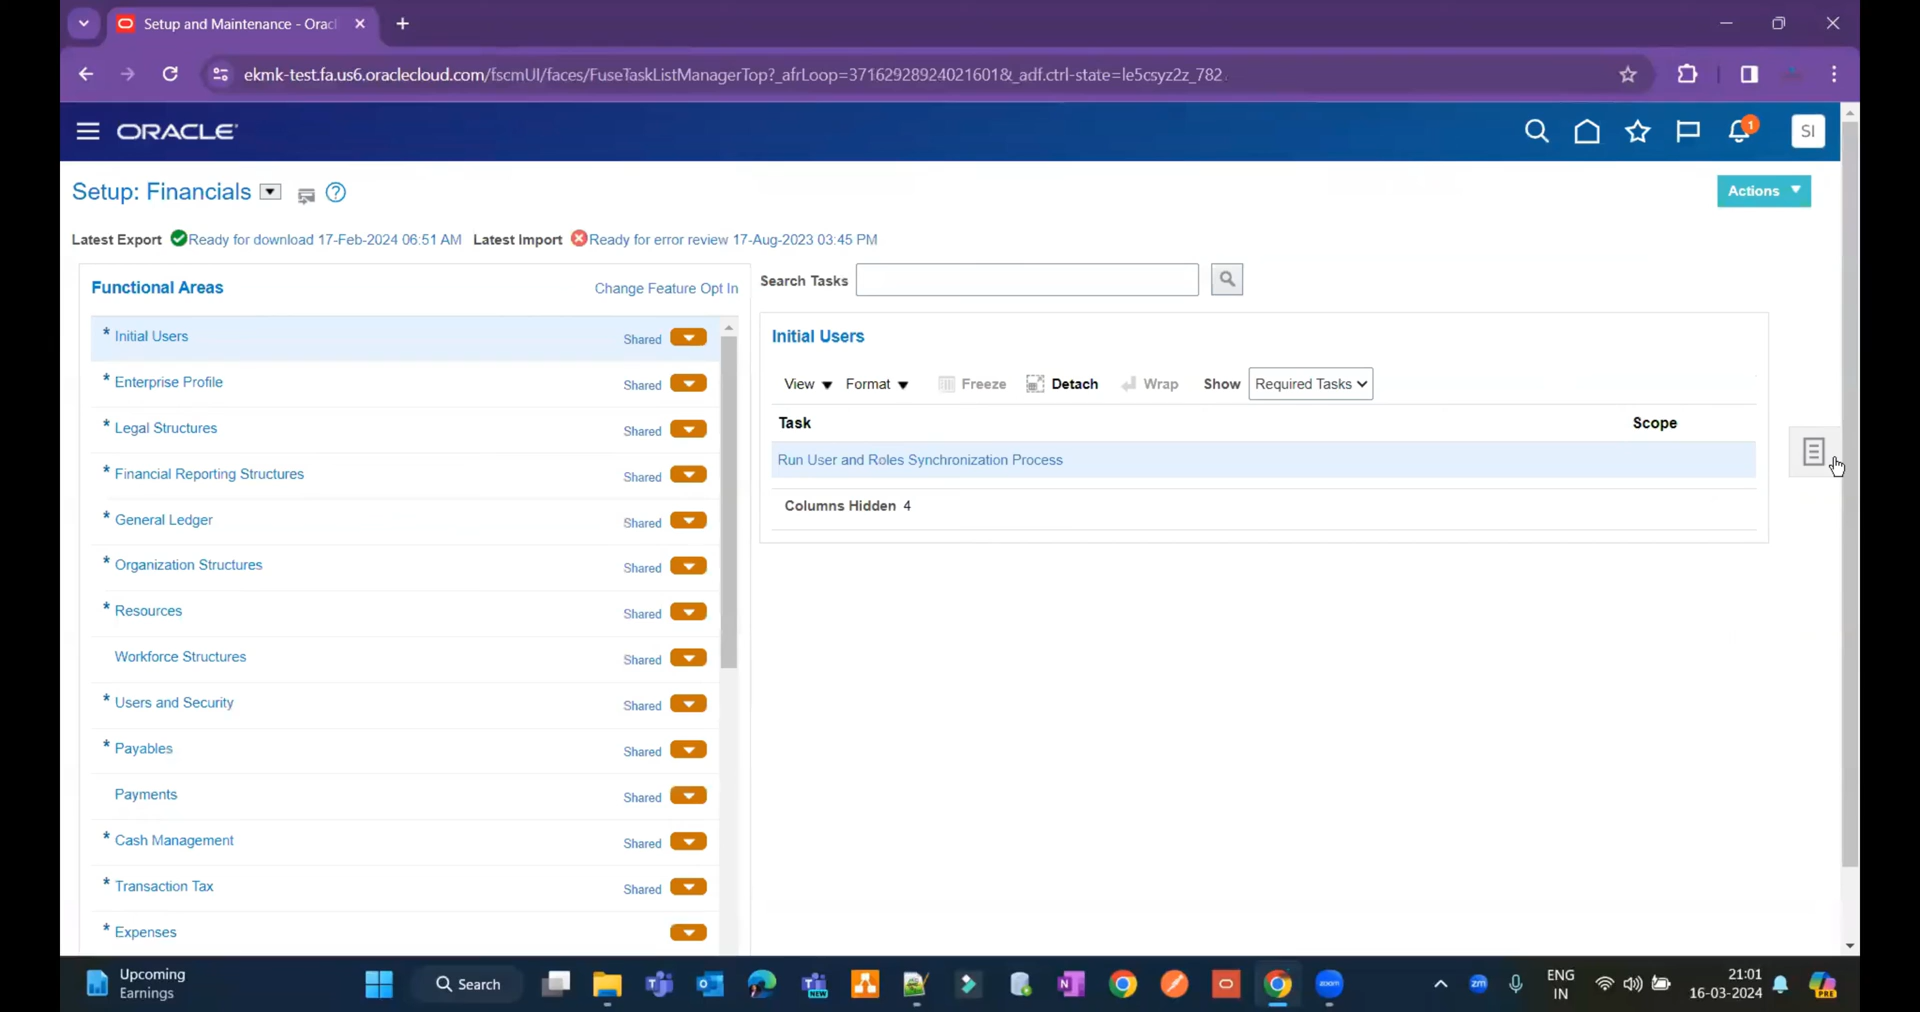 Setup and Maintenance - Orac
ekmk-test.fa.us6.oraclecloud.com/fscmUI/faces/FuseTaskListManagerTop?_afrLoop=37162928924021601&_adf.ctrl-state=le5csyz2z_782
ORACLE
1
SI
Setup: Financials
Actions
Latest Export Ready for download 17-Feb-2024 06:51 AM Latest Import Ready for error review 17-Aug-2023 03:45 PM
Functional Areas
Change Feature Opt In
* Initial Users Shared
* Enterprise Profile Shared
* Legal Structures Shared
* Financial Reporting Structures Shared
* General Ledger Shared
* Organization Structures Shared
* Resources Shared
Workforce Structures Shared
* Users and Security Shared
* Payables Shared
Payments Shared
* Cash Management Shared
* Transaction Tax Shared
* Expenses
Search Tasks
Initial Users
View Format Freeze Detach Wrap Show Required Tasks
Task Scope
Run User and Roles Synchronization Process
Columns Hidden 4
Upcoming
Earnings
Search
NEW
zoom
zm
ENG
IN
21:01
16-03-2024
PRE